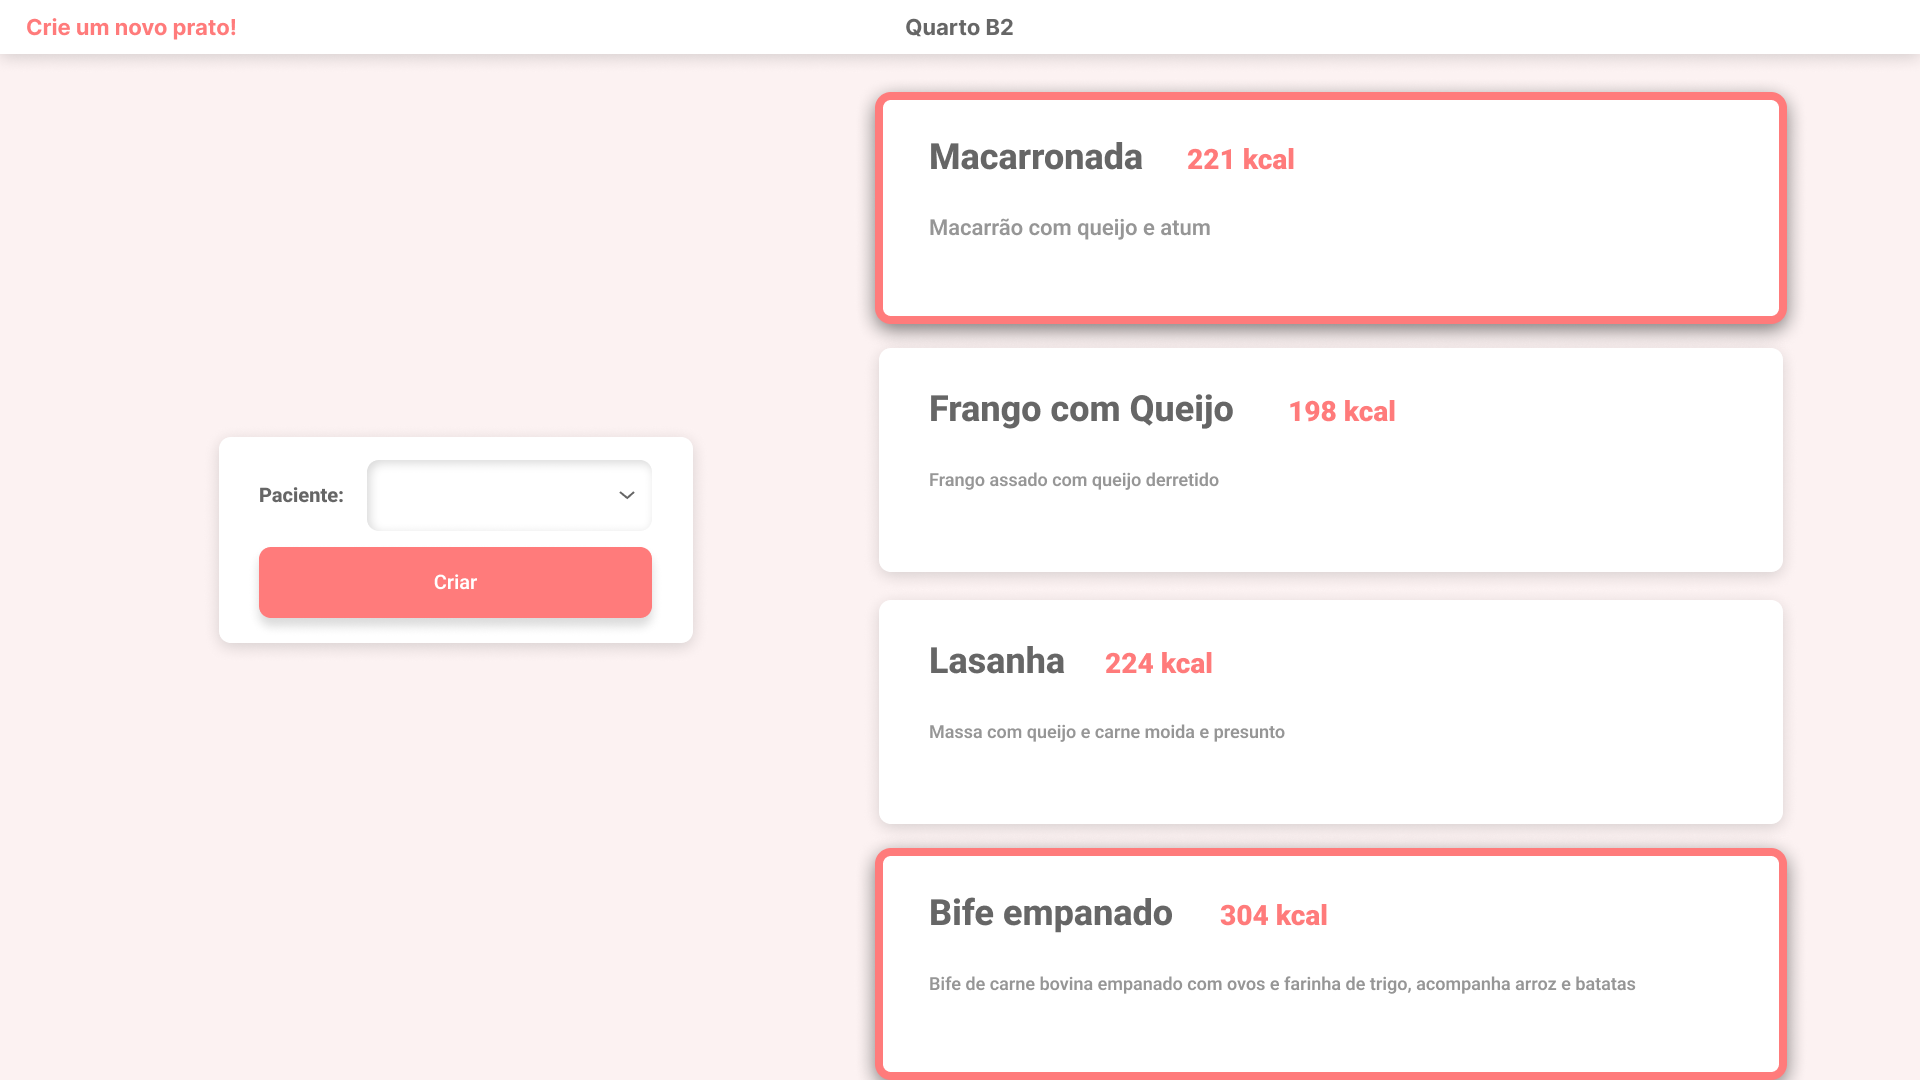 Crie um novo prato!
Quarto B2
Paciente:
Criar
Macarronada 221 kcal
Macarrão com queijo e atum
Frango com Queijo 198 kcal
Frango assado com queijo derretido
Lasanha 224 kcal
Massa com queijo e carne moida e presunto
Bife empanado 304 kcal
Bife de carne bovina empanado com ovos e farinha de trigo, acompanha arroz e batatas